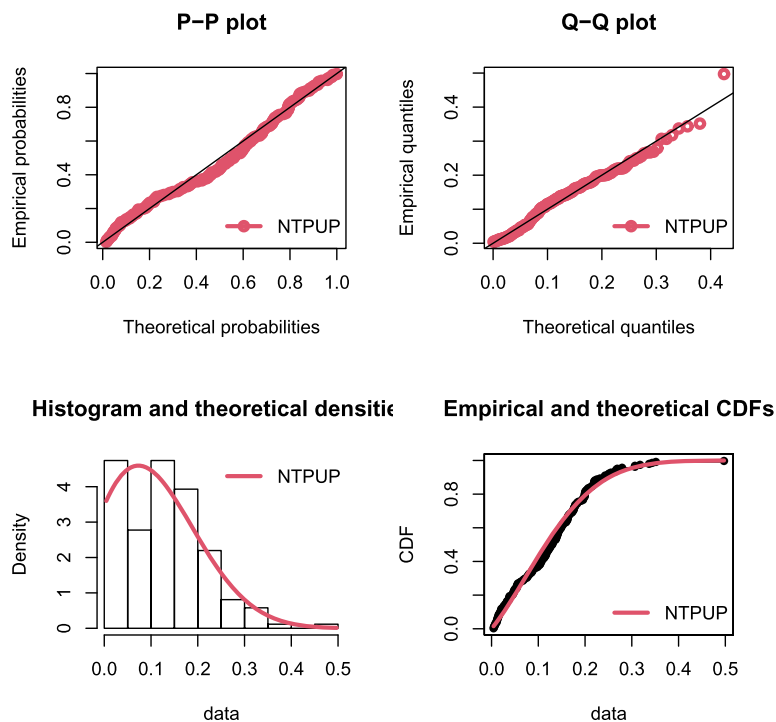 P−P plot
Empirical probabilities
0.0 0.4 0.8
NTPUP
0.0 0.2 0.4 0.6 0.8 1.0
Theoretical probabilities
Q−Q plot
Empirical quantiles
0.0 0.2 0.4
NTPUP
0.0 0.1 0.2 0.3 0.4
Theoretical quantiles
Histogram and theoretical densitie
Density
0 1 2 3 4
NTPUP
0.0 0.1 0.2 0.3 0.4 0.5
data
Empirical and theoretical CDFs
CDF
0.0 0.4 0.8
NTPUP
0.0 0.1 0.2 0.3 0.4 0.5
data